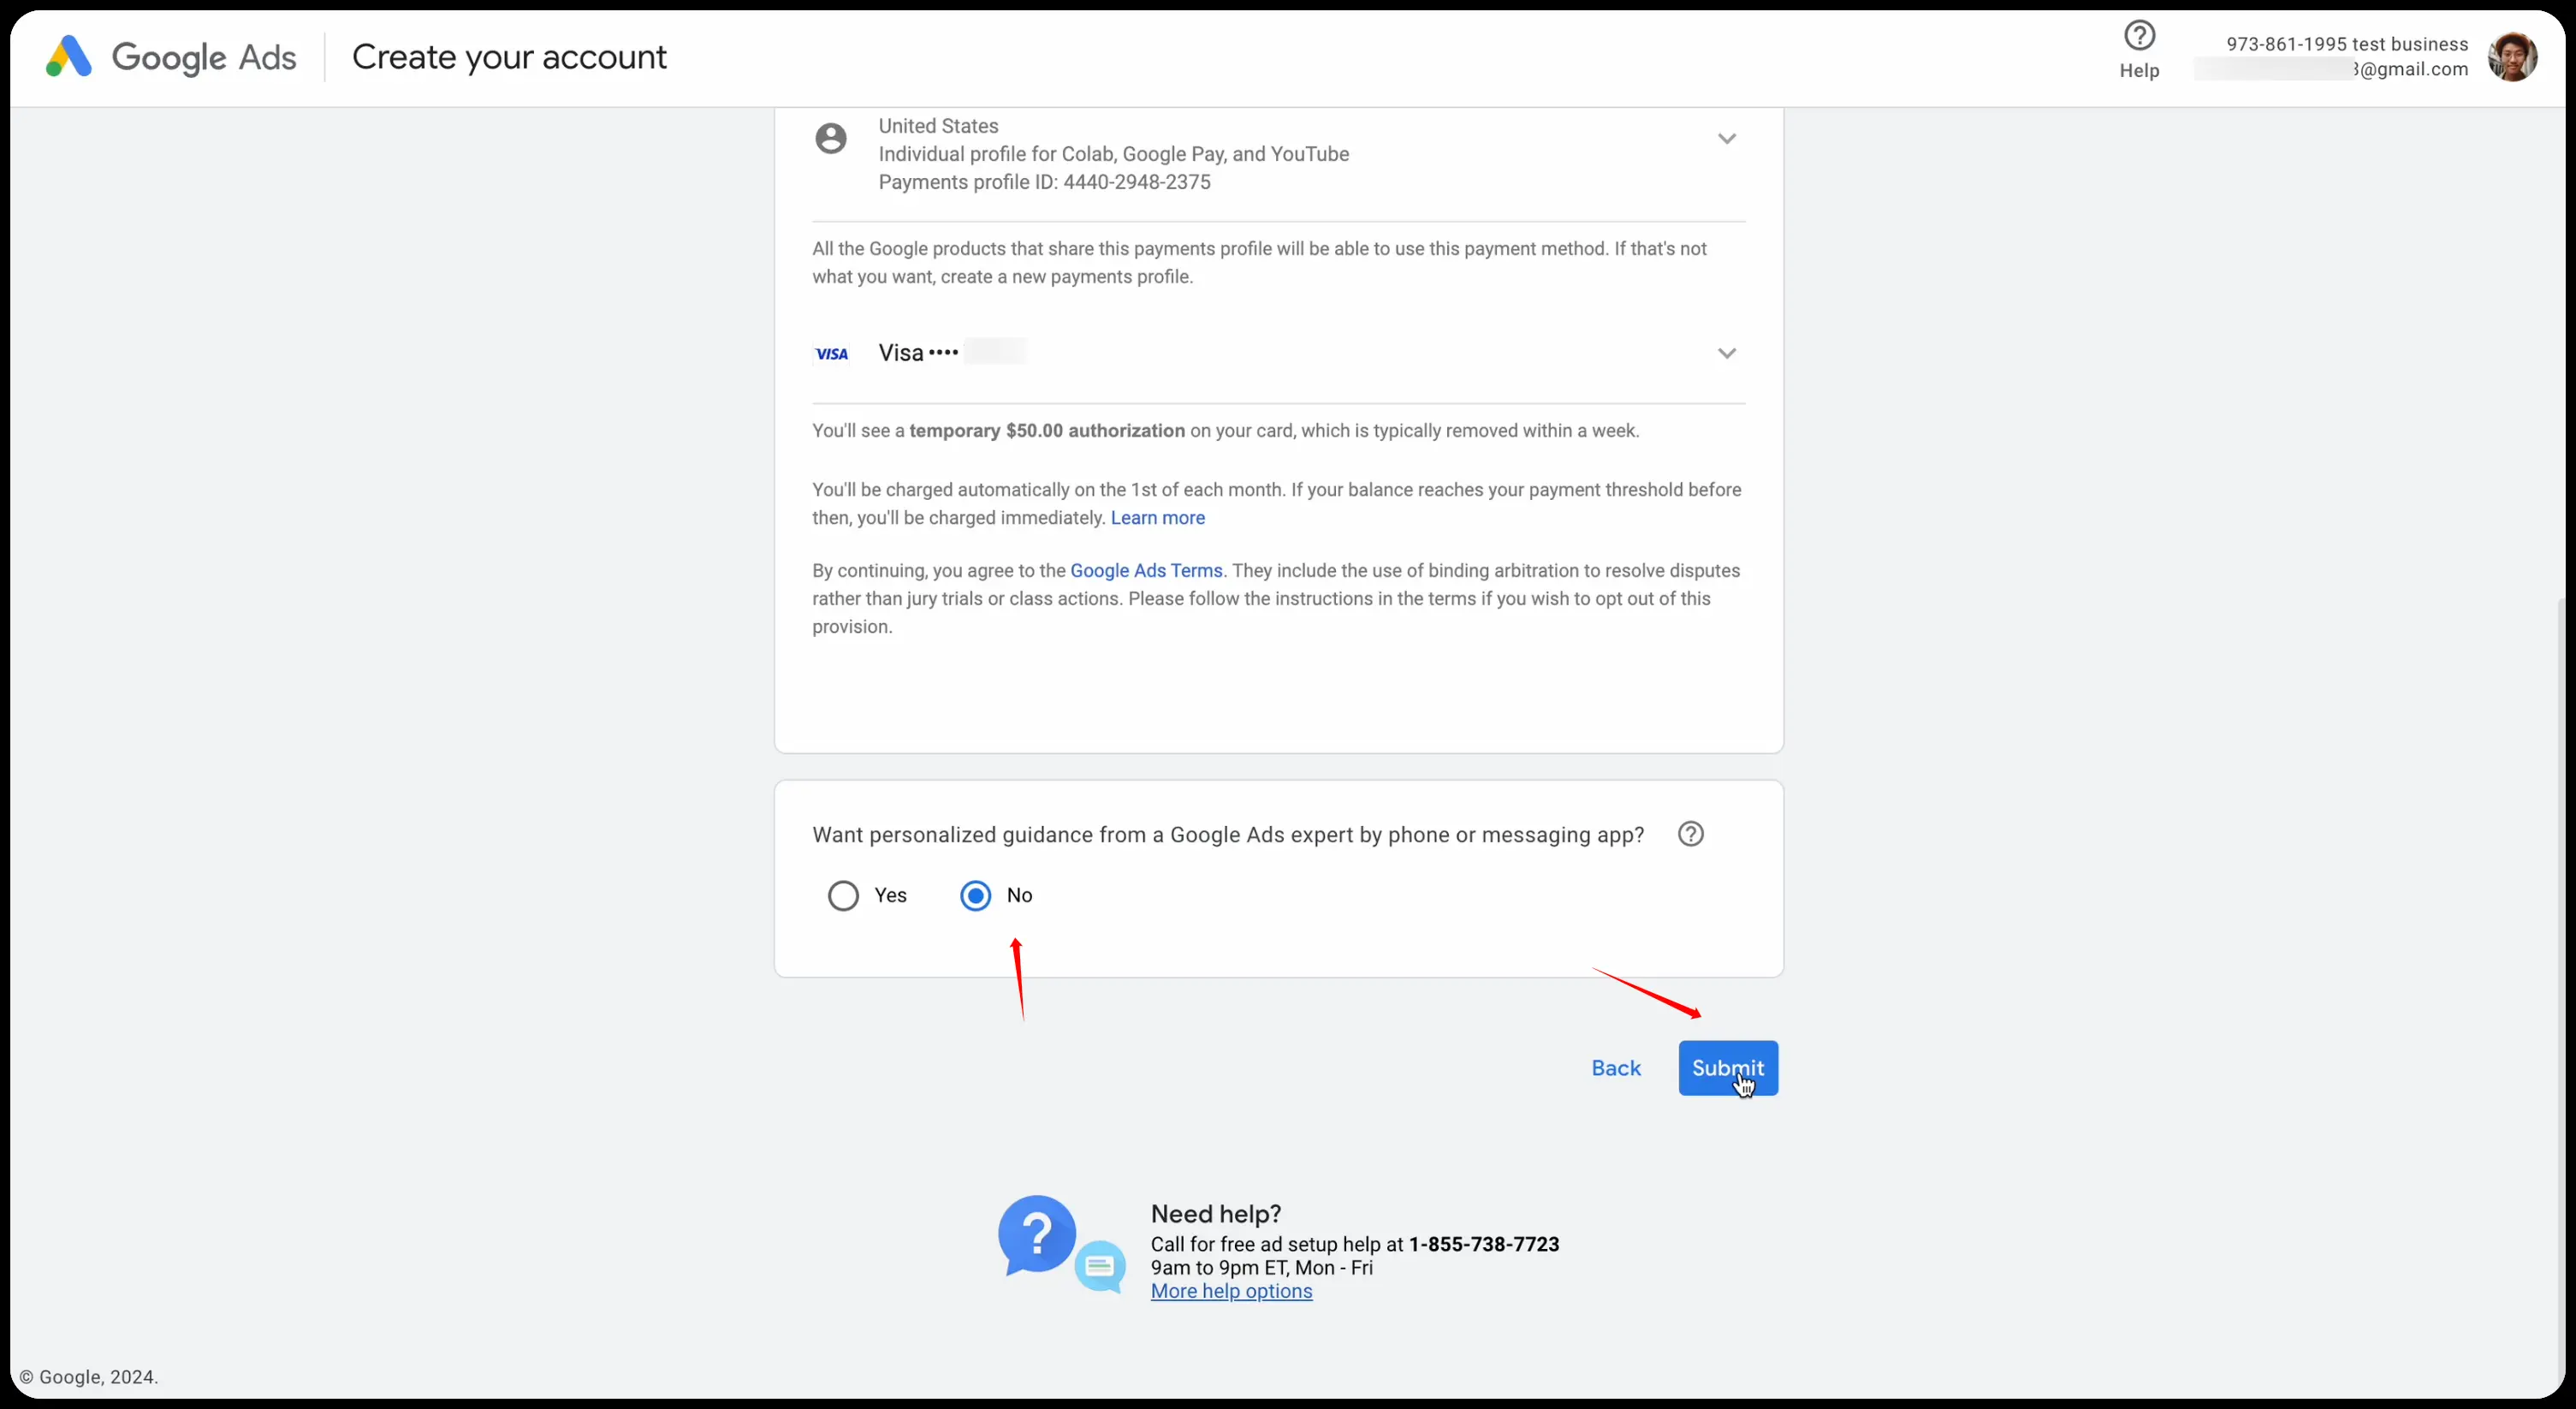 Google Ads
Create your account
Help
973-861-1995 test business
@gmail.com
United States
Individual profile for Colab, Google Pay, and YouTube
Payments profile ID: 4440-2948-2375
All the Google products that share this payments profile will be able to use this payment method. If that's not
what you want, create a new payments profile.
VISA
Visa ••••
You'll see a temporary $50.00 authorization on your card, which is typically removed within a week.
You'll be charged automatically on the 1st of each month. If your balance reaches your payment threshold before
then, you'll be charged immediately. Learn more
By continuing, you agree to the Google Ads Terms. They include the use of binding arbitration to resolve disputes
rather than jury trials or class actions. Please follow the instructions in the terms if you wish to opt out of this
provision.
Want personalized guidance from a Google Ads expert by phone or messaging app?
Yes
No
Back
Submit
Need help?
Call for free ad setup help at 1-855-738-7723
9am to 9pm ET, Mon - Fri
More help options
© Google, 2024.